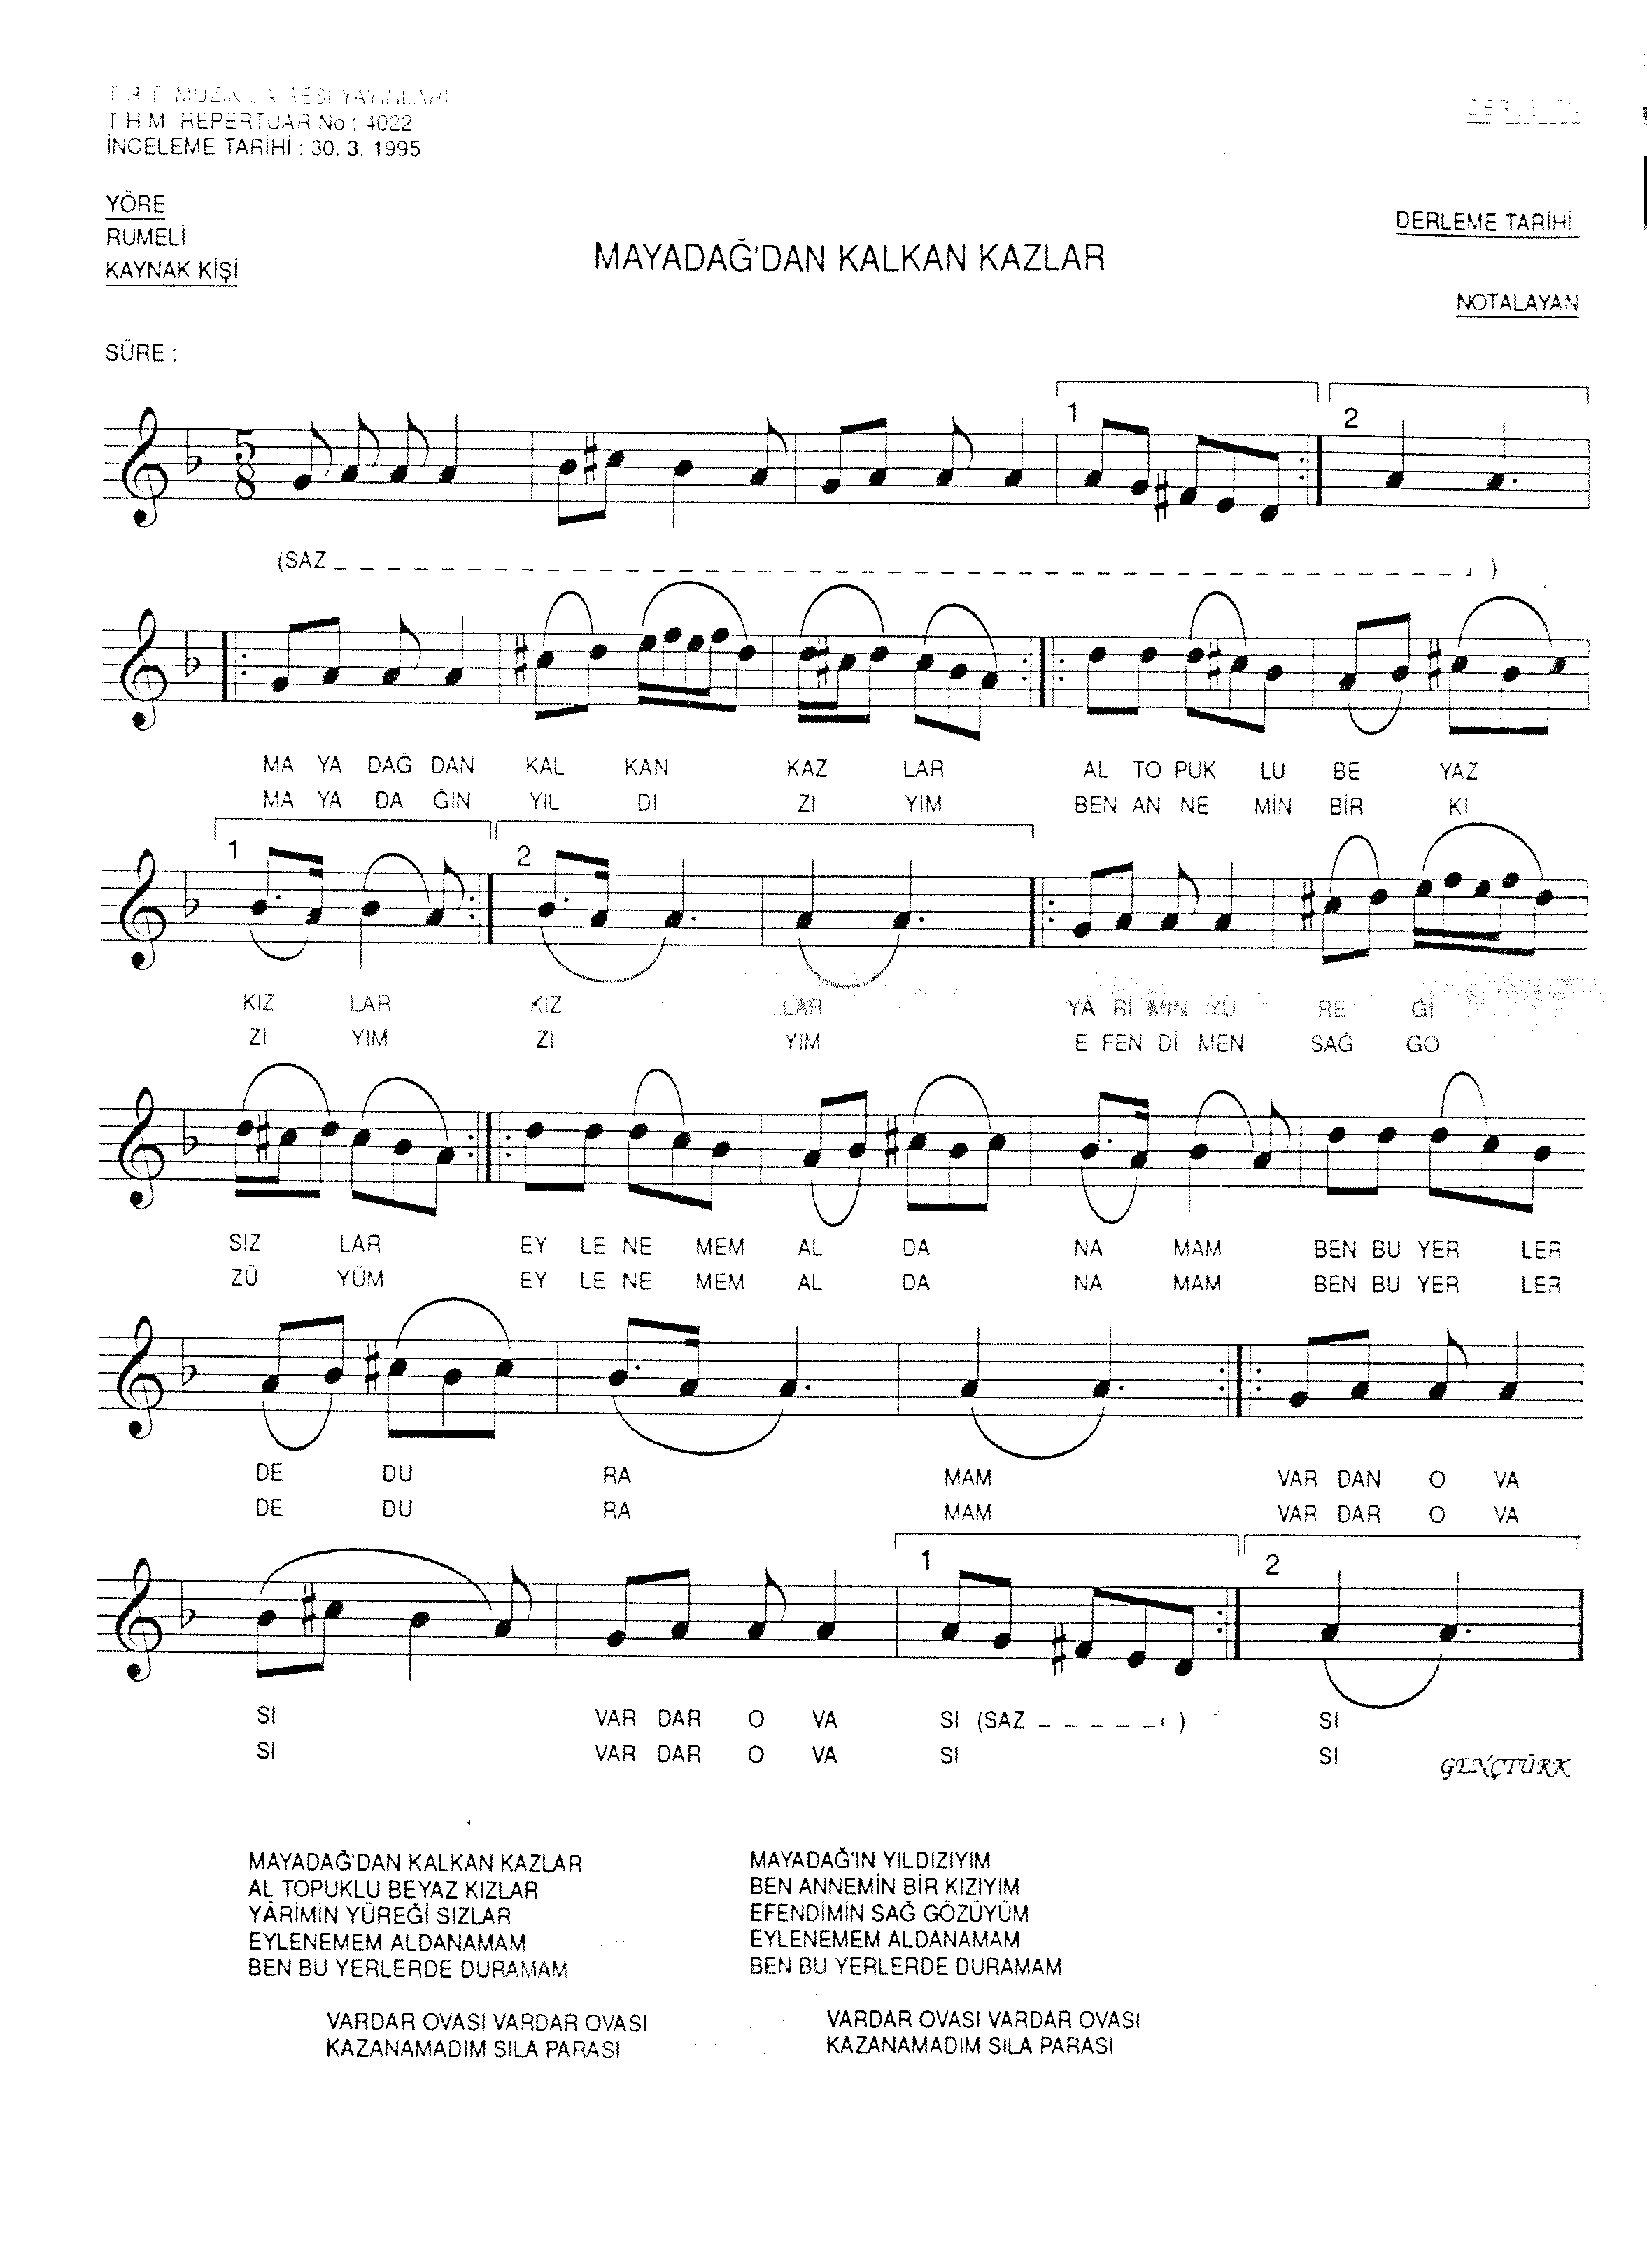 T R T MÜZİK DAİRESİ YAYINLARI
T H M REPERTUAR No : 4022
İNCELEME TARİHİ : 30. 3. 1995
YÖRE
RUMELİ
KAYNAK KİŞİ
SÜRE :
MAYADAĞ'DAN KALKAN KAZLAR
DERLEYEN
DERLEME TARİHİ
NOTALAYAN
5
8
1
2
(SAZ _ _ _ _ _ _ _ _ _ _ _ _ _ _ _ _ _ _ _ _ )
MA YA DAĞ DAN KAL KAN KAZ LAR AL TO PUK LU BE YAZ
MA YA DA ĞIN YIL DI ZI YIM BEN AN NE MİN BİR KI
1
2
KIZ LAR KIZ LAR YÂ Rİ MİN YÜ RE Ğİ
ZI YIM ZI YIM E FEN Dİ MEN SAĞ GO
SIZ LAR EY LE NE MEM AL DA NA MAM BEN BU YER LER
ZÜ YÜM EY LE NE MEM AL DA NA MAM BEN BU YER LER
DE DU RA MAM VAR DAN O VA
DE DU RA MAM VAR DAR O VA
1
2
SI VAR DAR O VA SI (SAZ _ _ _ _ _ ) SI
SI VAR DAR O VA SI SI
GENÇTÜRK
MAYADAĞ'DAN KALKAN KAZLAR
AL TOPUKLU BEYAZ KIZLAR
YÂRİMİN YÜREĞİ SIZLAR
EYLENEMEM ALDANAMAM
BEN BU YERLERDE DURAMAM
VARDAR OVASI VARDAR OVASI
KAZANAMADIM SILA PARASI
MAYADAĞ'IN YILDIZIYIM
BEN ANNEMİN BİR KIZIYIM
EFENDİMİN SAĞ GÖZÜYÜM
EYLENEMEM ALDANAMAM
BEN BU YERLERDE DURAMAM
VARDAR OVASI VARDAR OVASI
KAZANAMADIM SILA PARASI